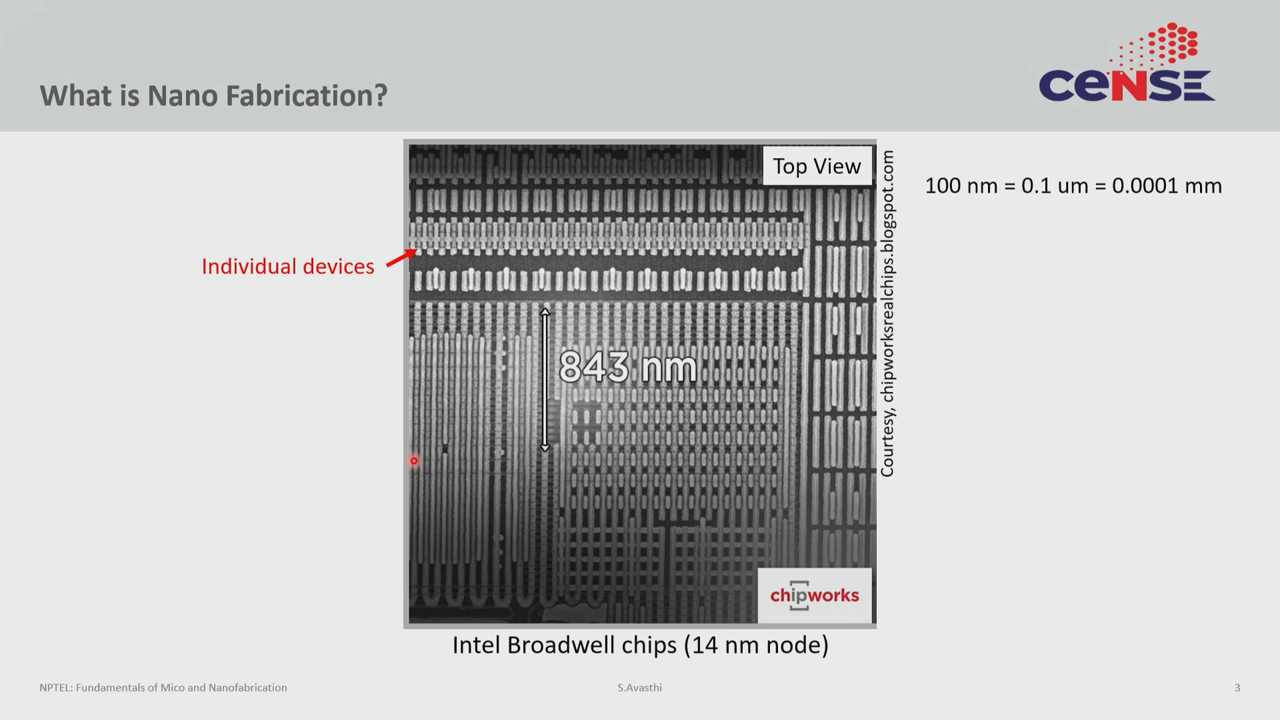 What is Nano Fabrication?
CeNSE
Top View
100 nm = 0.1 um = 0.0001 mm
Individual devices
843 nm
Courtesy, chipworksrealchips.blogspot.com
chipworks
Intel Broadwell chips (14 nm node)
NPTEL: Fundamentals of Mico and Nanofabrication
S.Avasthi
3